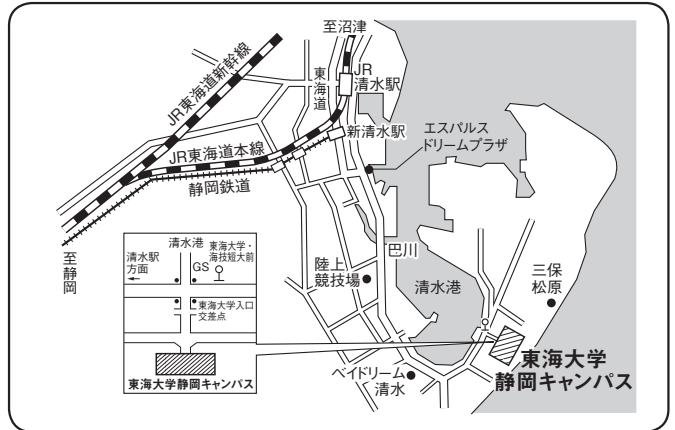 至沼津
JR東海道新幹線
東海道
JR
清水駅
新清水駅
エスパルス
ドリームプラザ
JR東海道本線
静岡鉄道
至静岡
巴川
陸上
競技場
清水港
三保
松原
東海大学
静岡キャンパス
ベイドリーム
清水
清水港
清水駅
方面
GS
東海大学・
海技短大前
東海大学入口
交差点
東海大学静岡キャンパス